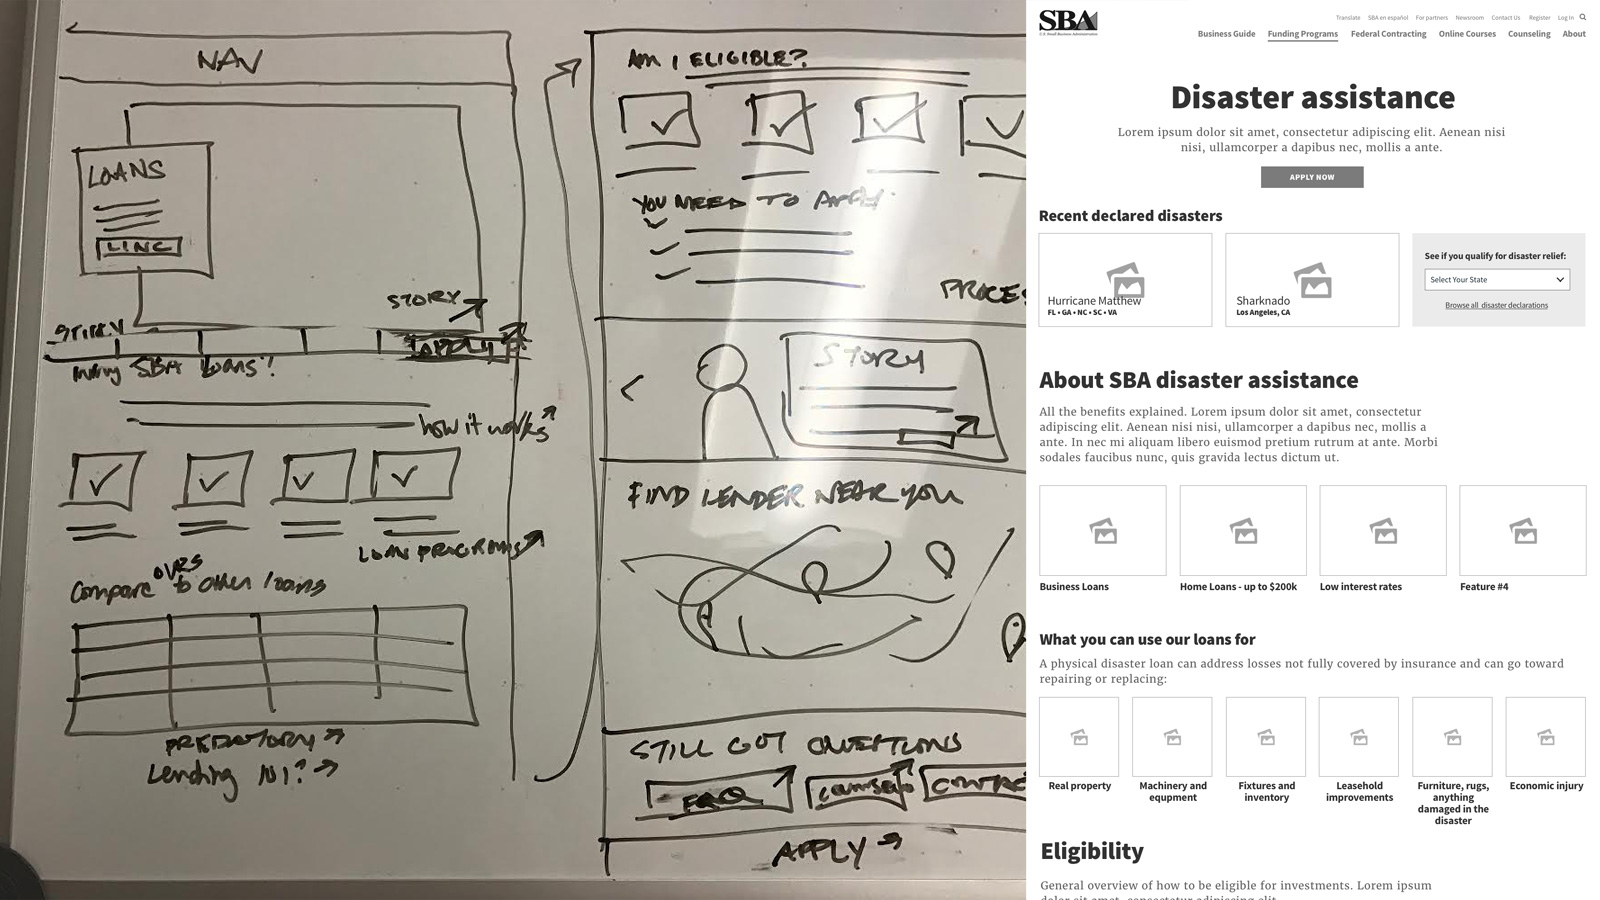 NAV
LOANS
LINC
STORY
APPLY
SBA LOANS?
how it works
LOAN PROGRAMS
Compare OURS to other loans
PREDATORY
Lending 101?
AM I ELIGIBLE?
YOU NEED TO APPLY
STORY
FIND LENDER NEAR YOU
STILL GOT QUESTIONS
FAQ
APPLY
SBA
U.S. Small Business Administration
Translate SBA en español For partners Newsroom Contact Us Register Log In
Business Guide Funding Programs Federal Contracting Online Courses Counseling About
Disaster assistance
Lorem ipsum dolor sit amet, consectetur adipiscing elit. Aenean nisi
nisi, ullamcorper a dapibus nec, mollis a ante.
APPLY NOW
Recent declared disasters
Hurricane Matthew
FL • GA • NC • SC • VA
Sharknado
Los Angeles, CA
See if you qualify for disaster relief:
Select Your State
Browse all disaster declarations
About SBA disaster assistance
All the benefits explained. Lorem ipsum dolor sit amet, consectetur
adipiscing elit. Aenean nisi nisi, ullamcorper a dapibus nec, mollis a
ante. In nec mi aliquam libero euismod pretium rutrum at ante. Morbi
sodales faucibus nunc, quis gravida lectus dictum ut.
Business Loans
Home Loans - up to $200k
Low interest rates
Feature #4
What you can use our loans for
A physical disaster loan can address losses not fully covered by insurance and can go toward
repairing or replacing:
Real property
Machinery and
equpment
Fixtures and
inventory
Leasehold
improvements
Furniture, rugs,
anything
damaged in the
disaster
Economic injury
Eligibility
General overview of how to be eligible for investments. Lorem ipsum
dolor sit amet, consectetur adipiscing elit.